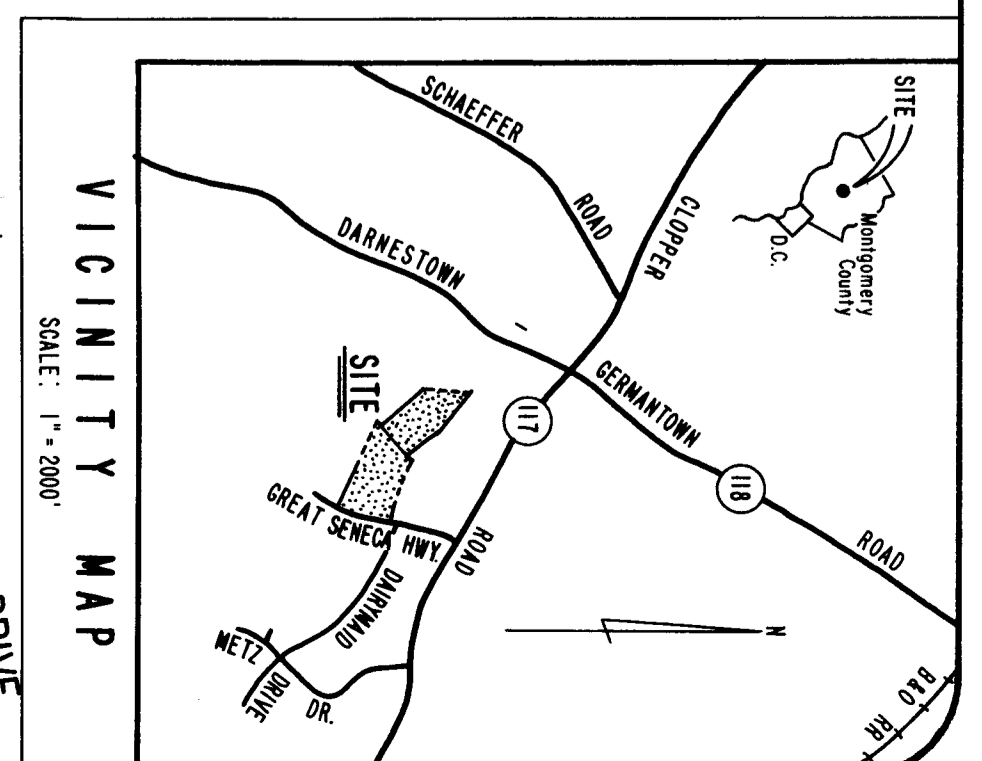 SITE
Montgomery
County
D.C.
SCHAEFFER
ROAD
CLOPPER
DARNESTOWN
GERMANTOWN
117
118
ROAD
SITE
GREAT SENECA HWY.
ROAD
DAIRYMAID
METZ
DRIVE
DR.
N
B&O
RR
VICINITY MAP
SCALE: 1" = 2000'
DRIVE